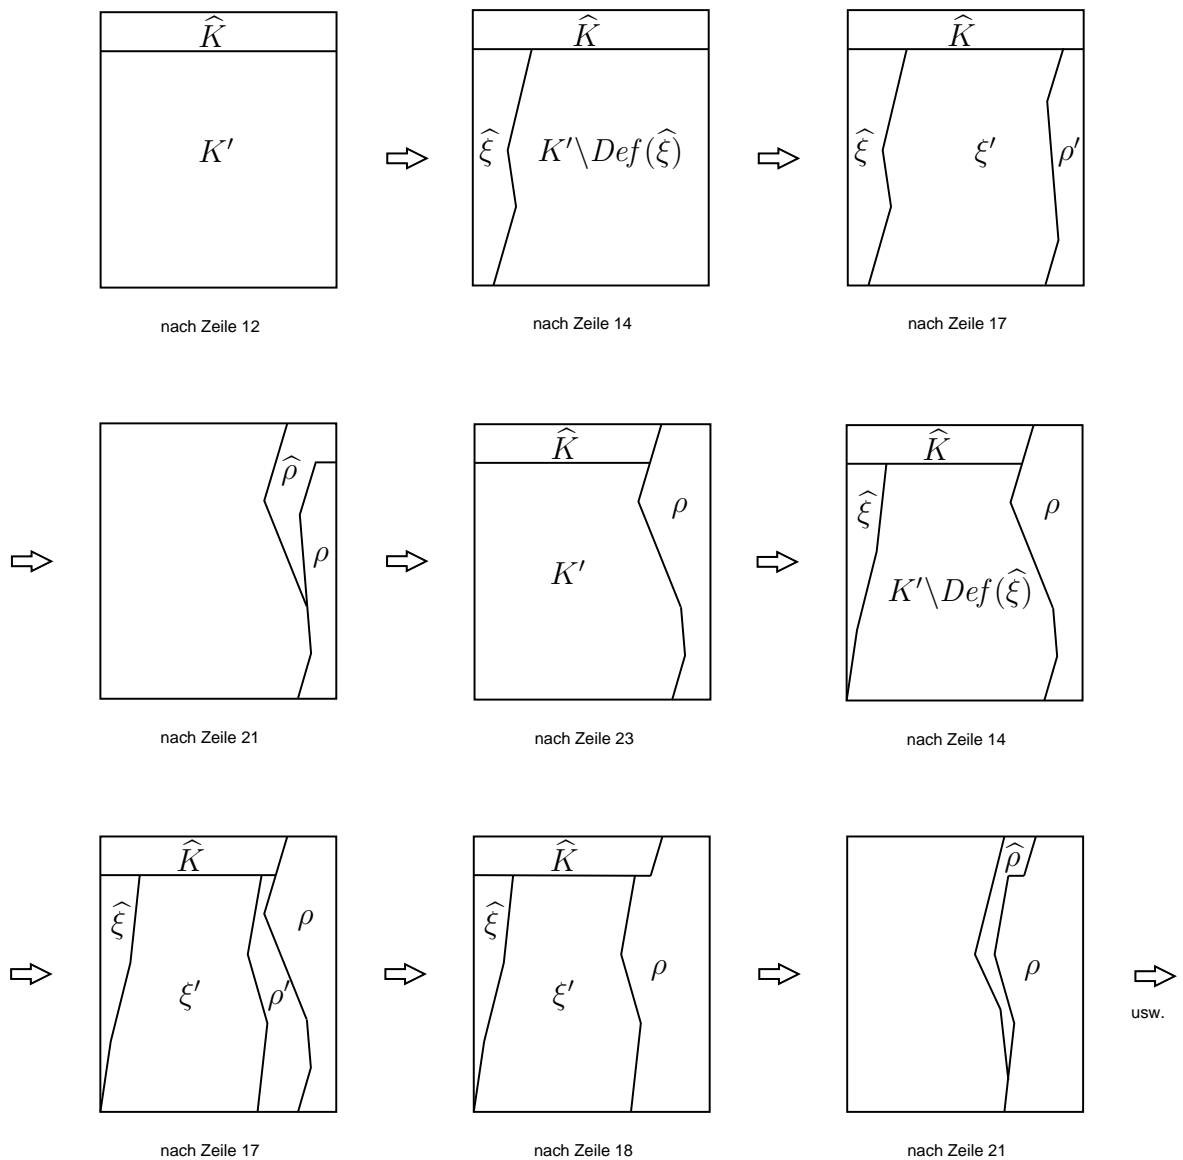 K̂
K′
nach Zeile 12
K̂
ξ̂ K′\Def(ξ̂)
nach Zeile 14
K̂
ξ̂ ξ′ ρ′
nach Zeile 17
ρ̂
ρ
nach Zeile 21
K̂
ρ
K′
nach Zeile 23
K̂
ξ̂ ρ
K′\Def(ξ̂)
nach Zeile 14
K̂
ξ̂ ρ
ξ′ ρ′
nach Zeile 17
K̂
ξ̂
ρ
ξ′
nach Zeile 18
ρ̂
ρ
nach Zeile 21
usw.